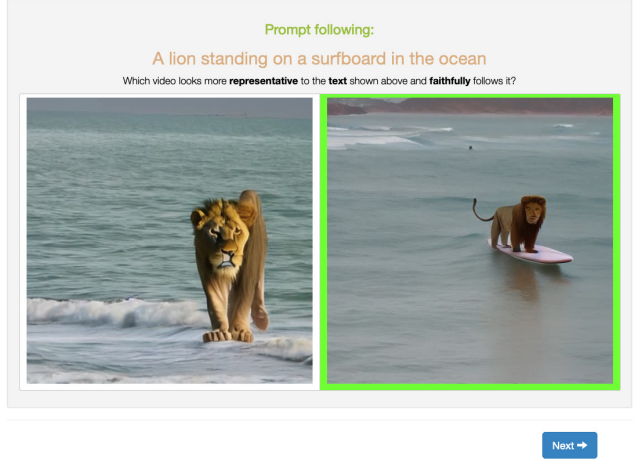 Prompt following:
A lion standing on a surfboard in the ocean
Which video looks more representative to the text shown above and faithfully follows it?
Next →